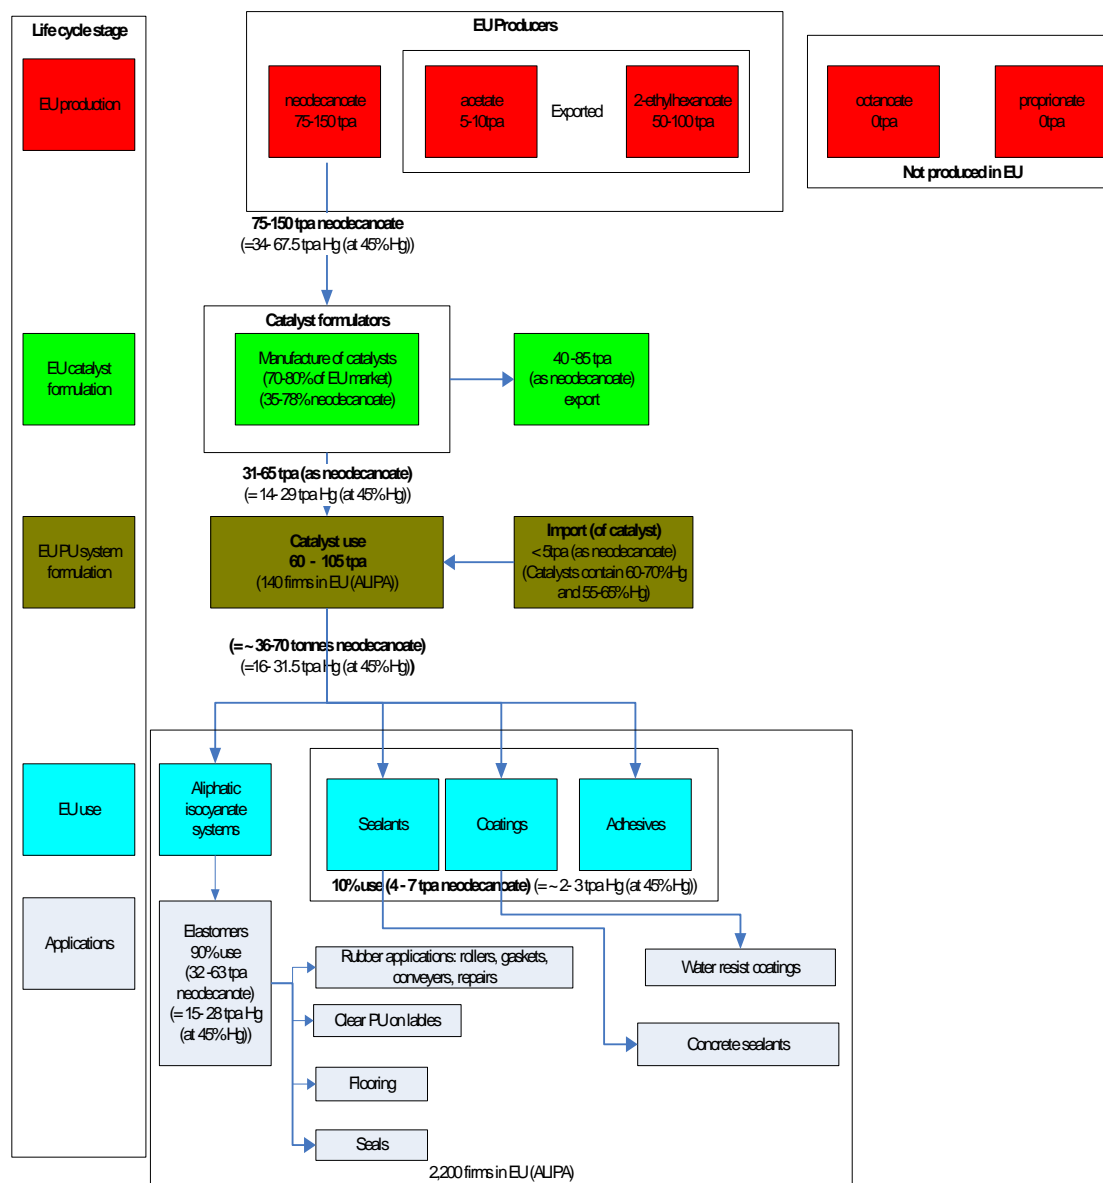 Life cycle stage
EU production
EU catalyst
formulation
EU PU system
formulation
EU use
Applications
EU Producers
neodecanoate
75-150 tpa
acetate
5-10tpa
Exported
2-ethylhexanoate
50-100 tpa
octanoate
0tpa
proprionate
0tpa
Not produced in EU
75-150 tpa neodecanoate
(=34- 67.5 tpa Hg (at 45% Hg))
Catalyst formulators
Manufacture of catalysts
(70-80% of EU market)
(35-78% neodecanoate)
40 -85 tpa
(as neodecanoate)
export
31-65 tpa (as neodecanoate)
(= 14- 29 tpa Hg (at 45% Hg))
Catalyst use
60 - 105 tpa
(140 firms in EU (ALIPA))
Import (of catalyst)
< 5tpa (as neodecanoate)
(Catalysts contain 60-70%Hg
and 55-65% Hg)
(= ~ 36-70 tonnes neodecanoate)
(=16- 31.5 tpa Hg (at 45% Hg))
Aliphatic
isocyanate
systems
Sealants
Coatings
Adhesives
10% use (4 - 7 tpa neodecanoate) (= ~ 2- 3 tpa Hg (at 45% Hg))
Elastomers
90% use
(32 -63 tpa
neodecanote)
(= 15- 28 tpa Hg
(at 45% Hg))
Rubber applications: rollers, gaskets,
conveyers, repairs
Clear PU on lables
Flooring
Seals
Water resist coatings
Concrete sealants
2,200 firms in EU (ALIPA)